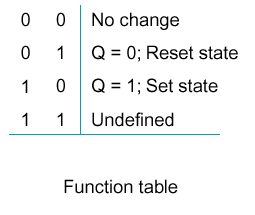 0 0 No change
0 1 Q = 0; Reset state
1 0 Q = 1; Set state
1 1 Undefined
Function table